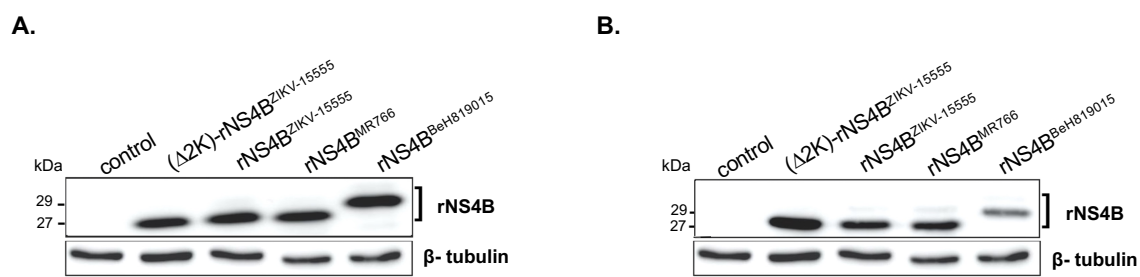 A.
kDa
control
(Δ2K)-rNS4B^ZIKV-15555
rNS4B^ZIKV-15555
rNS4B^MR766
rNS4B^BeH819015
29
27
rNS4B
β- tubulin
B.
kDa
control
(Δ2K)-rNS4B^ZIKV-15555
rNS4B^ZIKV-15555
rNS4B^MR766
rNS4B^BeH819015
29
27
rNS4B
β- tubulin